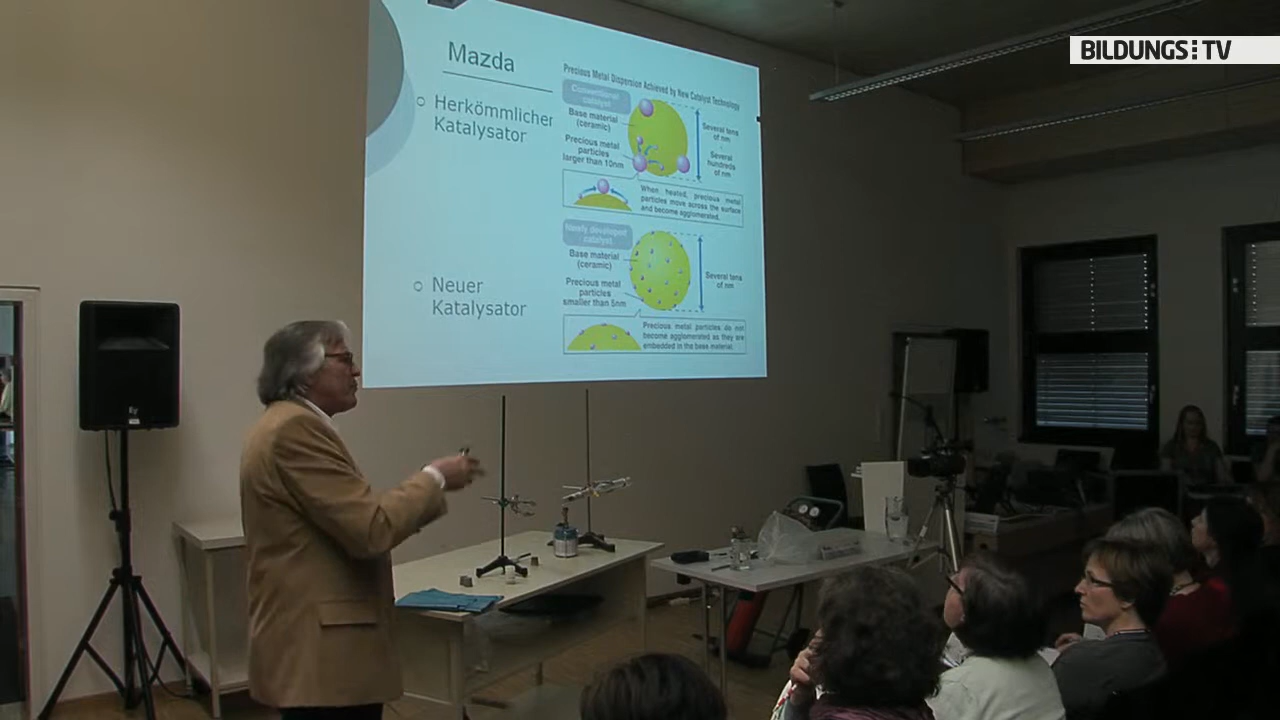 BILDUNGS:TV
Mazda
Herkömmlicher
Katalysator
Precious Metal Dispersion Achieved by New Catalyst Technology
Conventional
catalyst
Base material
(ceramic)
Precious metal
particles
larger than 10nm
Several tens
of nm
Several
hundreds
of nm
When heated, precious metal
particles move across the surface
and become agglomerated.
Neuer
Katalysator
Newly developed
catalyst
Base material
(ceramic)
Precious metal
particles
smaller than 5nm
Several tens
of nm
Precious metal particles do not
become agglomerated as they are
embedded in the base material.